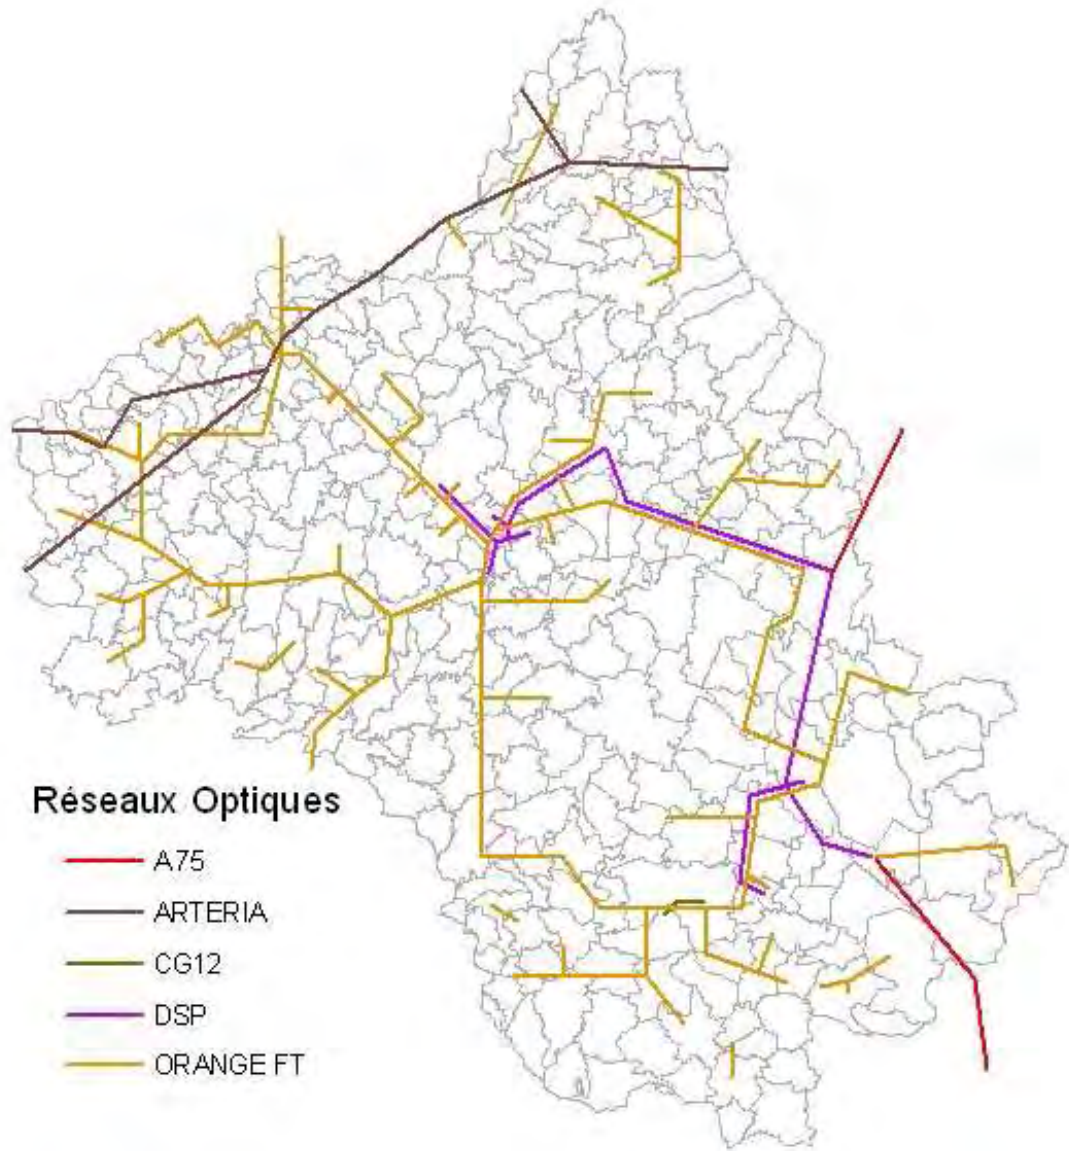 Réseaux Optiques
A75
ARTERIA
CG12
DSP
ORANGE FT